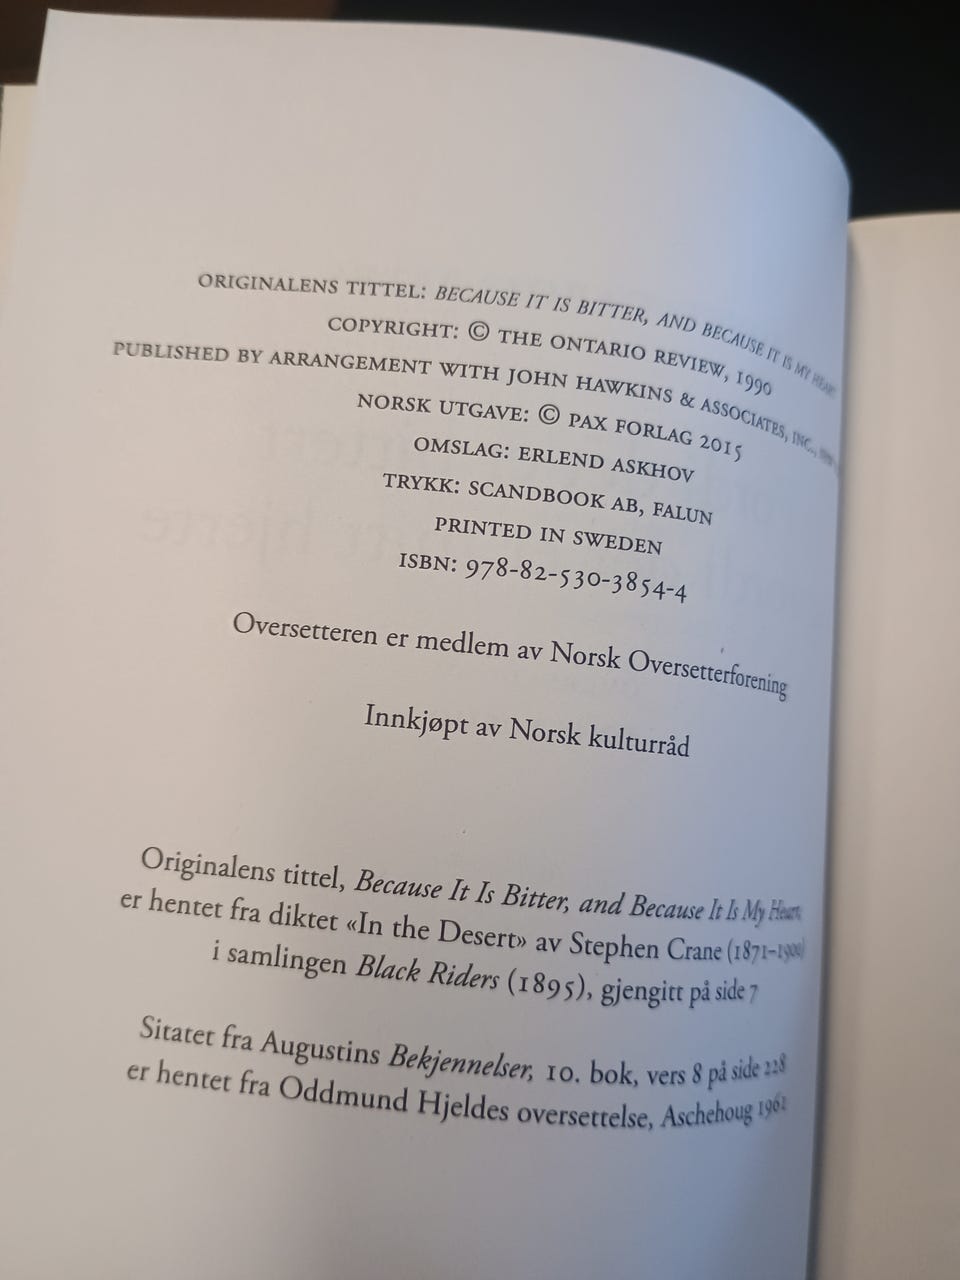 ORIGINALENS TITTEL: BECAUSE IT IS BITTER, AND BECAUSE IT IS MY HEART
COPYRIGHT: © THE ONTARIO REVIEW, 1990
PUBLISHED BY ARRANGEMENT WITH JOHN HAWKINS & ASSOCIATES, INC.,
NORSK UTGAVE: © PAX FORLAG 2015
OMSLAG: ERLEND ASKHOV
TRYKK: SCANDBOOK AB, FALUN
PRINTED IN SWEDEN
ISBN: 978-82-530-3854-4
Oversetteren er medlem av Norsk Oversetterforening
Innkjøpt av Norsk kulturråd
Originalens tittel, Because It Is Bitter, and Because It Is My Heart,
er hentet fra diktet «In the Desert» av Stephen Crane (1871–1900)
i samlingen Black Riders (1895), gjengitt på side 7
Sitatet fra Augustins Bekjennelser, 10. bok, vers 8 på side 228
er hentet fra Oddmund Hjeldes oversettelse, Aschehoug 1961